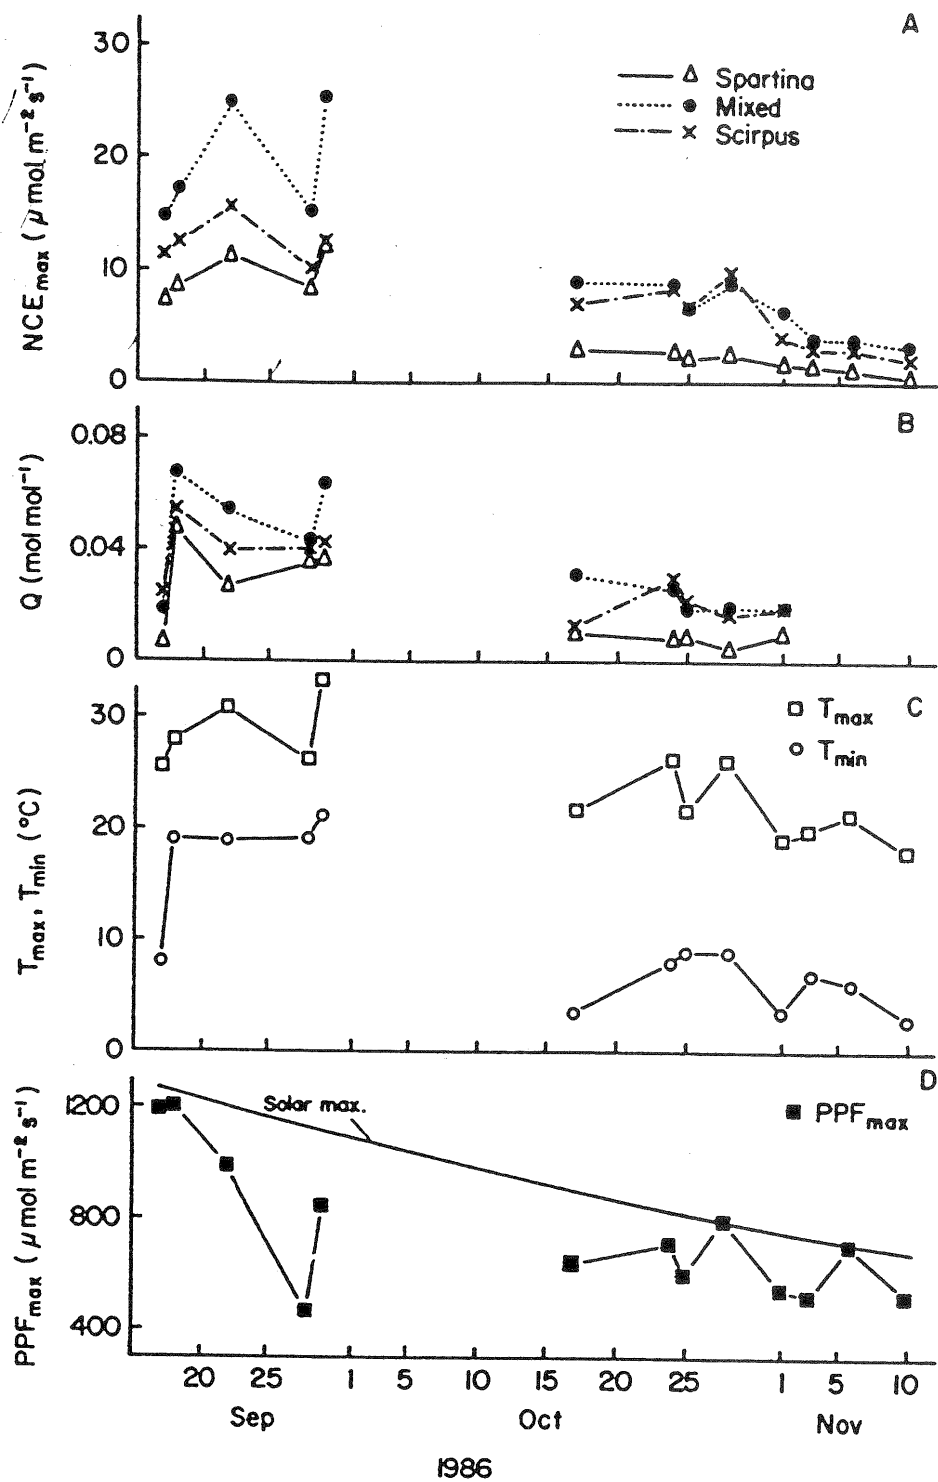 A
30
20
10
0
NCEmax ( μ mol m⁻² s⁻¹)
Spartina
Mixed
Scirpus
B
0.08
0.04
0
Q (mol mol⁻¹)
C
30
20
10
0
Tmax, Tmin (°C)
Tmax
Tmin
D
1200
800
400
PPFmax ( μ mol m⁻² s⁻¹)
Solar max.
PPFmax
20 25 1 5 10 15 20 25 1 5 10
Sep Oct Nov
1986